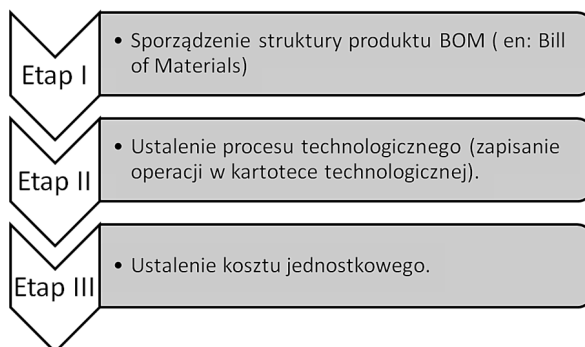 Etap I
• Sporządzenie struktury produktu BOM ( en: Bill
of Materials)
Etap II
• Ustalenie procesu technologicznego (zapisanie
operacji w kartotece technologicznej).
Etap III
• Ustalenie kosztu jednostkowego.